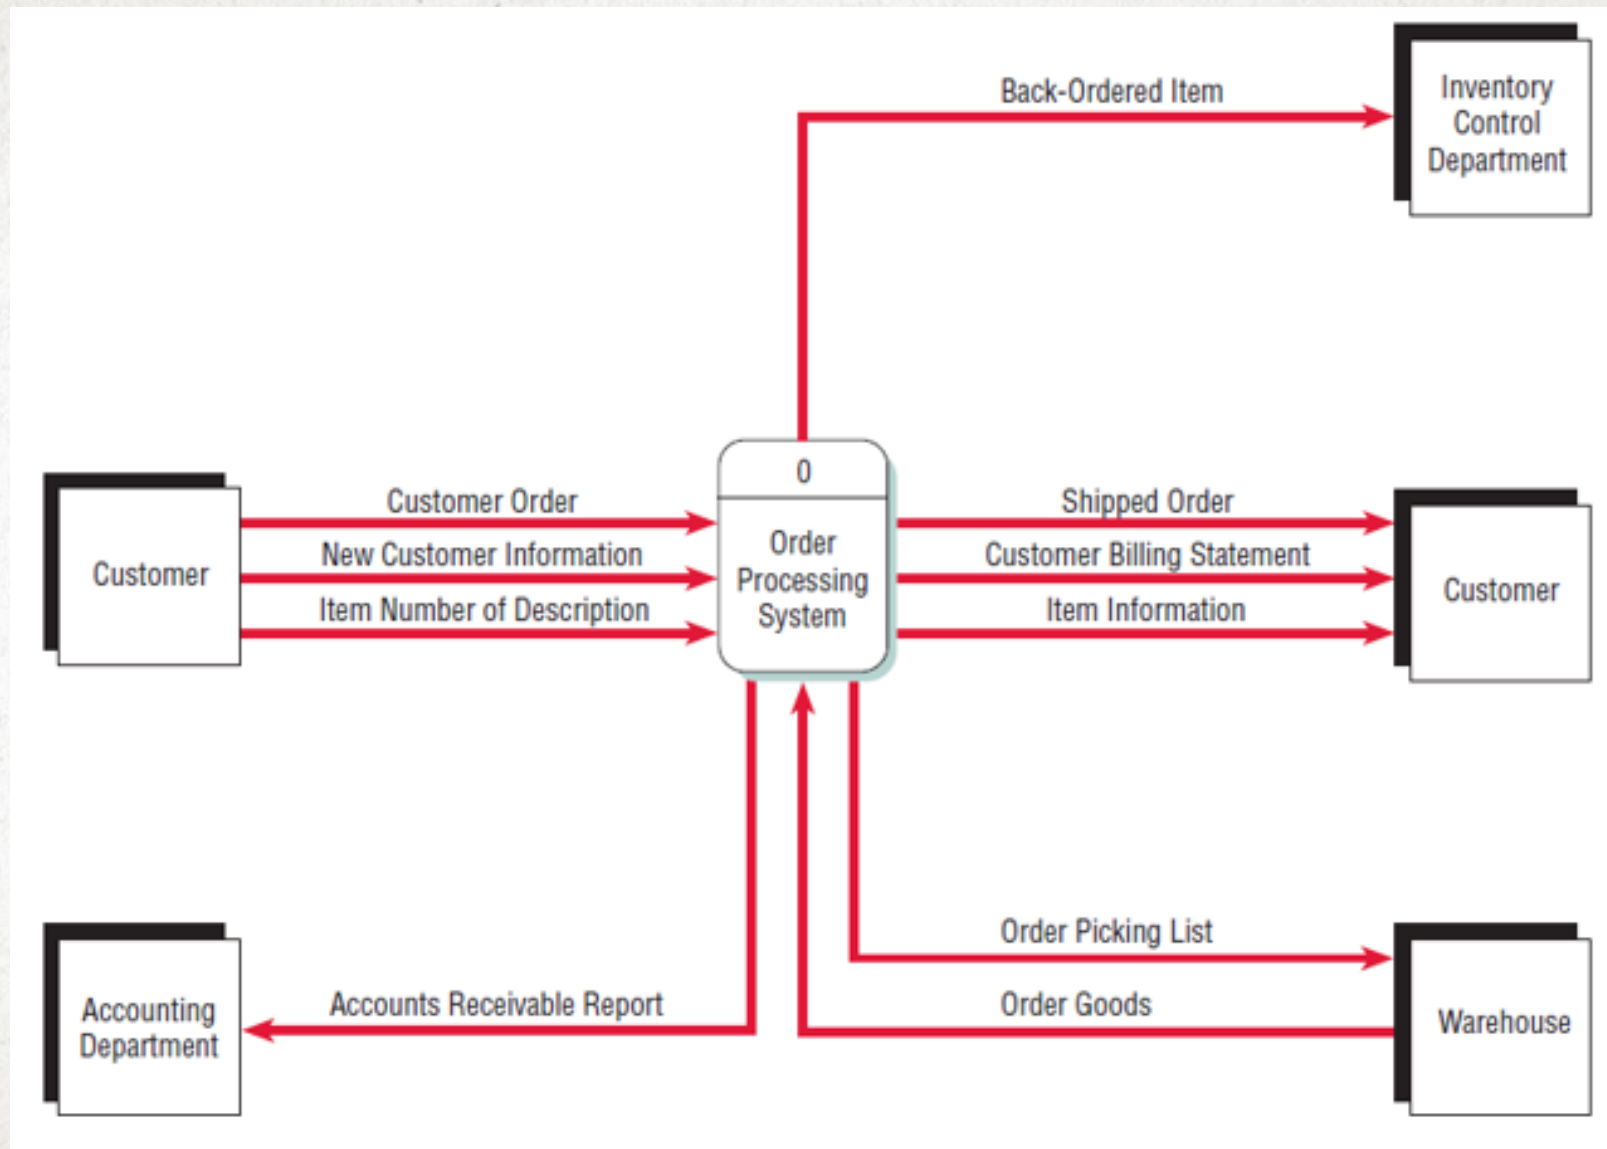 Back-Ordered Item
Inventory
Control
Department
0
Order
Processing
System
Customer
Customer Order
New Customer Information
Item Number of Description
Shipped Order
Customer Billing Statement
Item Information
Customer
Accounting
Department
Accounts Receivable Report
Order Picking List
Order Goods
Warehouse